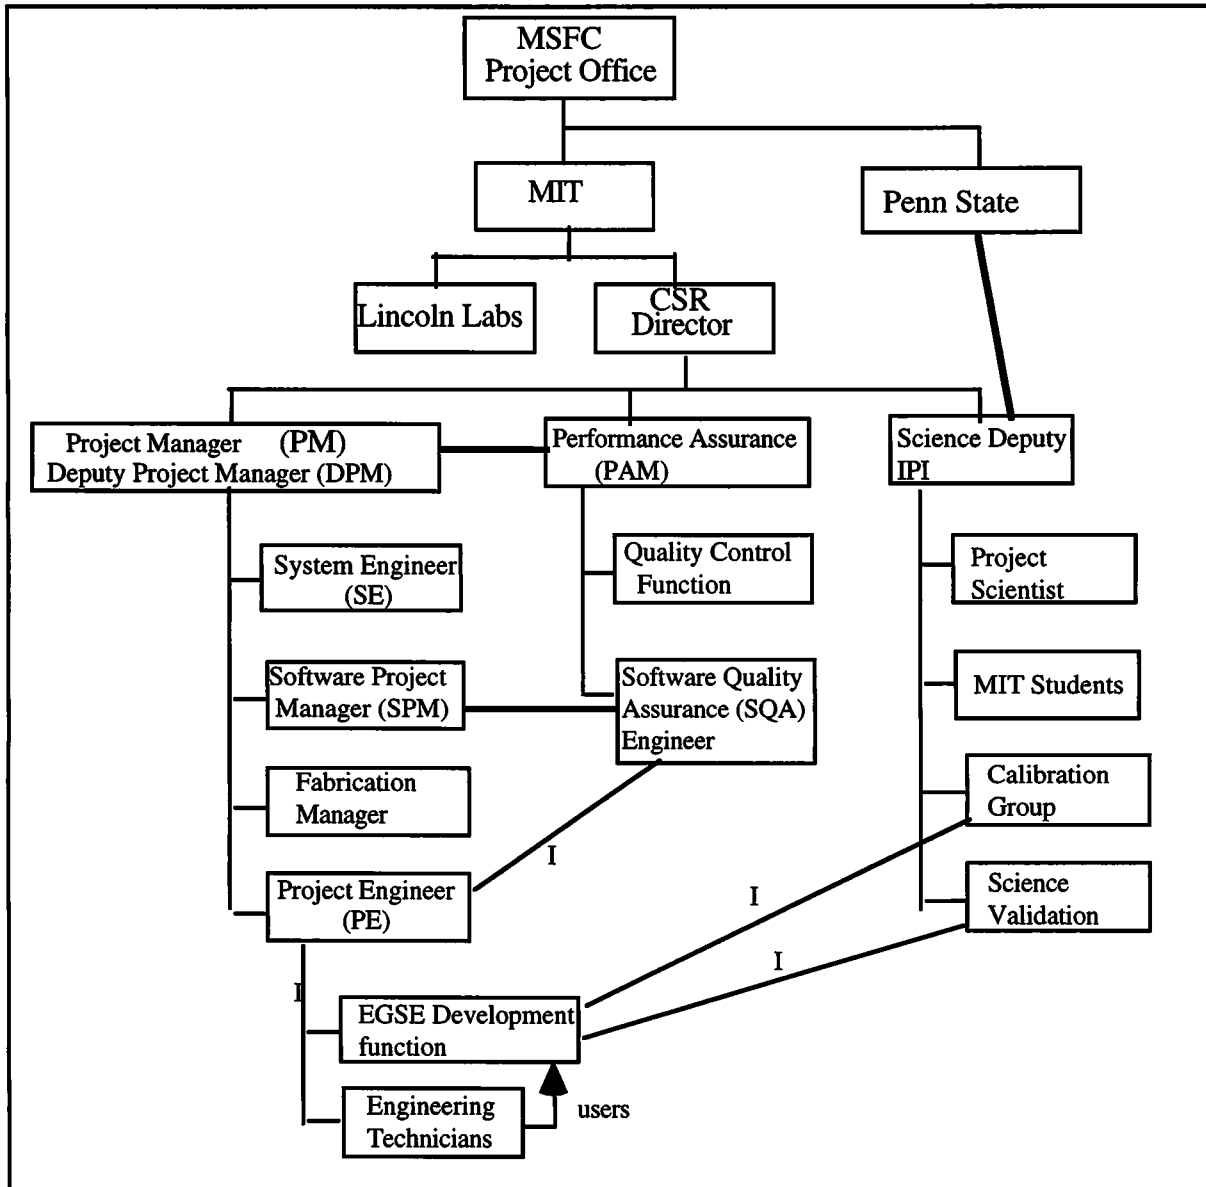 MSFC
Project Office
MIT
Penn State
Lincoln Labs
CSR
Director
Project Manager (PM)
Deputy Project Manager (DPM)
Performance Assurance
(PAM)
Science Deputy
IPI
System Engineer
(SE)
Quality Control
Function
Project
Scientist
Software Project
Manager (SPM)
Software Quality
Assurance (SQA)
Engineer
MIT Students
Fabrication
Manager
Calibration
Group
I
Project Engineer
(PE)
I
Science
Validation
I
I
EGSE Development
function
Engineering
Technicians
users